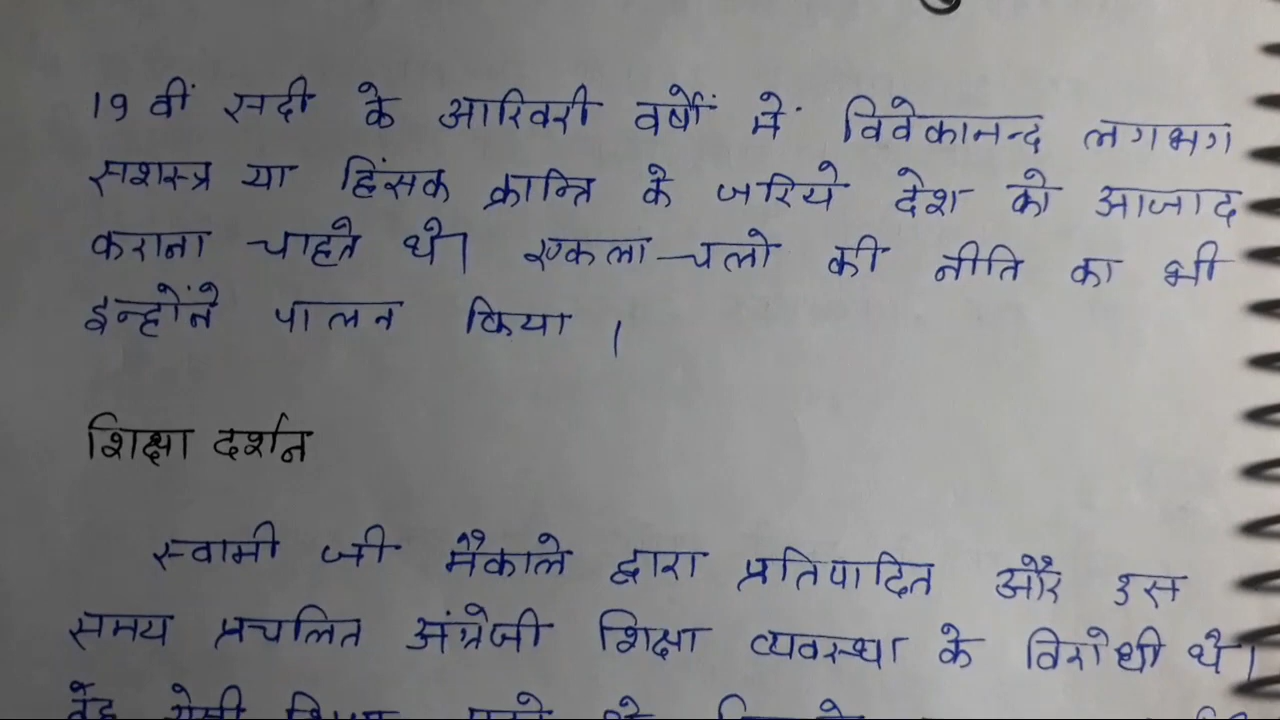 19 वीं सदी के आखिरी वर्षों में विवेकानन्द लगभग
सशस्त्र या हिंसक क्रान्ति के जरिये देश को आजाद
कराना चाहते थे। एकला चलो की नीति का भी
इन्होंने पालन किया।
शिक्षा दर्शन
स्वामी जी मैकाले द्वारा प्रतिपादित और उस
समय प्रचलित अंग्रेजी शिक्षा व्यवस्था के विरोधी थे।